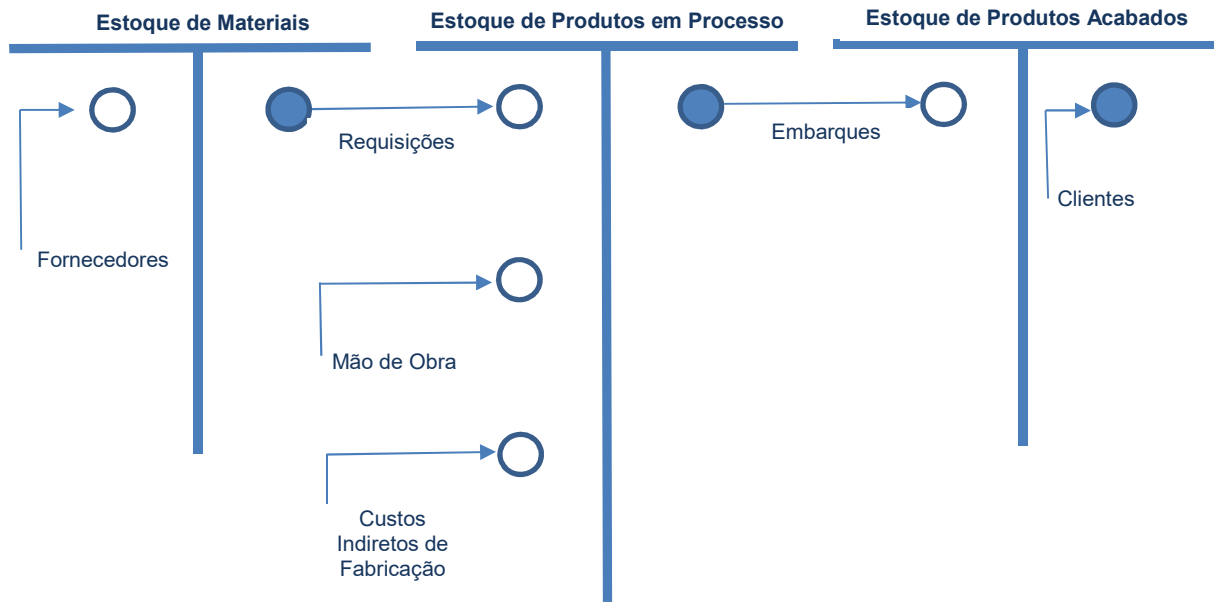 Estoque de Materiais
Estoque de Produtos em Processo
Estoque de Produtos Acabados
Requisições
Embarques
Clientes
Fornecedores
Mão de Obra
Custos
Indiretos de
Fabricação